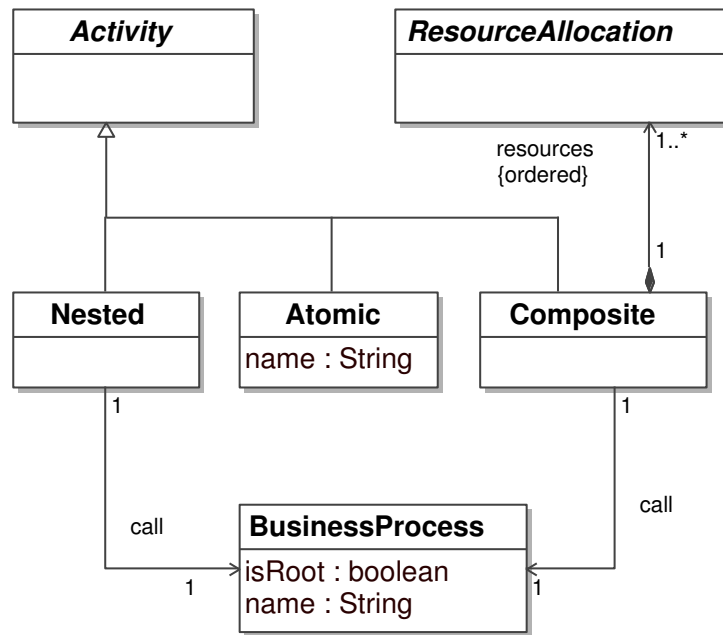 Activity
ResourceAllocation
resources
{ordered}
1..*
1
Nested
Atomic
name : String
Composite
1
1
call
call
BusinessProcess
isRoot : boolean
name : String
1
1